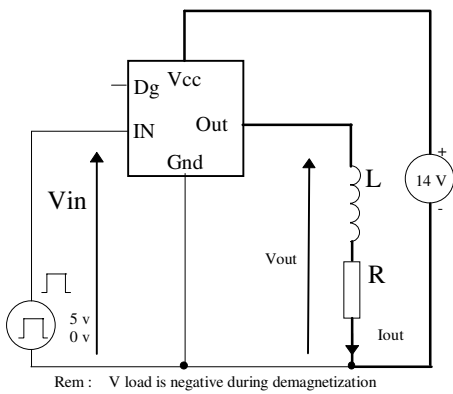 Vcc
Dg
IN
Out
Gnd
Vin
L
R
Vout
Iout
+
14 V
-
5 v
0 v
Rem : V load is negative during demagnetization